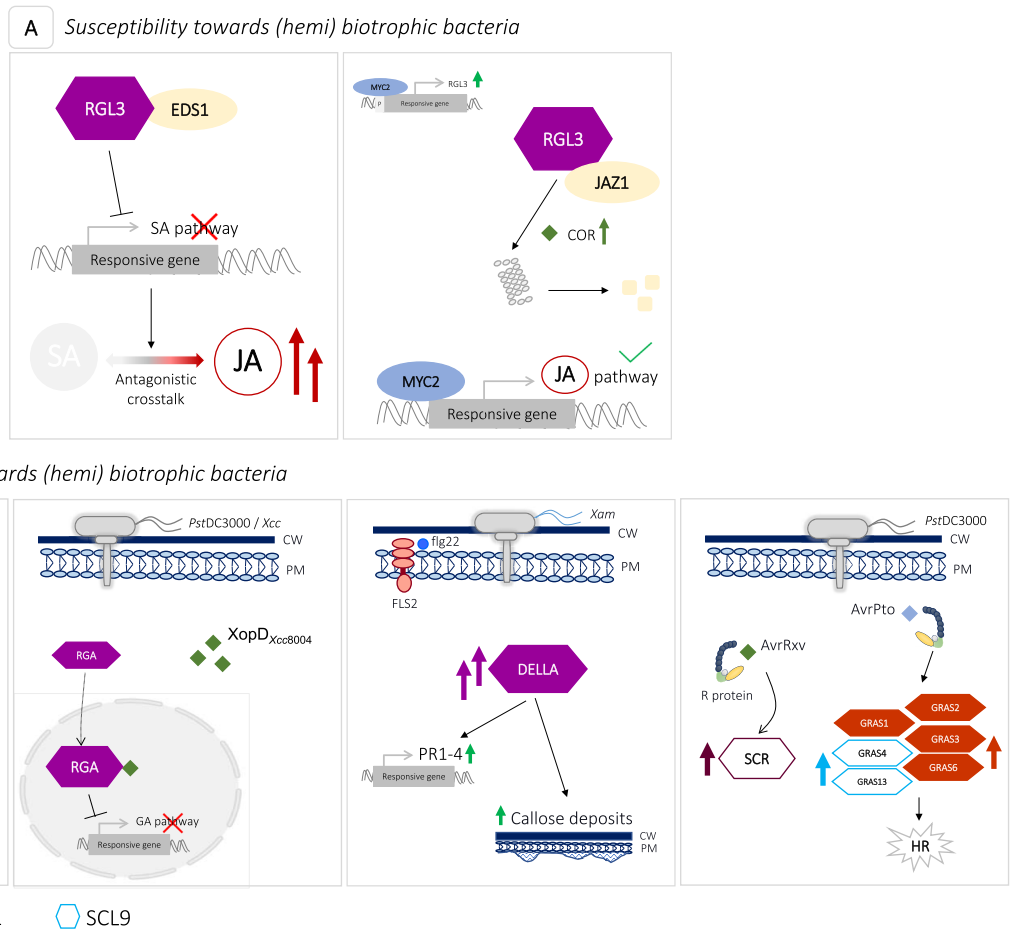 A
Susceptibility towards (hemi) biotrophic bacteria
RGL3
EDS1
SA pathway
Responsive gene
SA
JA
Antagonistic
crosstalk
MYC2
RGL3
P
Responsive gene
RGL3
JAZ1
COR
MYC2
JA
pathway
Responsive gene
ards (hemi) biotrophic bacteria
PstDC3000 / Xcc
CW
PM
RGA
XopDXcc8004
RGA
GA pathway
Responsive gene
Xam
flg22
CW
PM
FLS2
DELLA
PR1-4
Responsive gene
Callose deposits
CW
PM
PstDC3000
CW
PM
AvrPto
AvrRxv
R protein
SCR
GRAS2
GRAS1
GRAS3
GRAS4
GRAS6
GRAS13
HR
SCL9